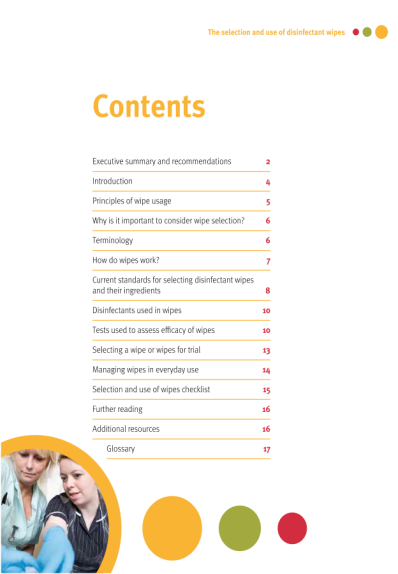 The selection and use of disinfectant wipes
Contents
Executive summary and recommendations 2
Introduction 4
Principles of wipe usage 5
Why is it important to consider wipe selection? 6
Terminology 6
How do wipes work? 7
Current standards for selecting disinfectant wipes
and their ingredients 8
Disinfectants used in wipes 10
Tests used to assess efficacy of wipes 10
Selecting a wipe or wipes for trial 13
Managing wipes in everyday use 14
Selection and use of wipes checklist 15
Further reading 16
Additional resources 16
Glossary 17